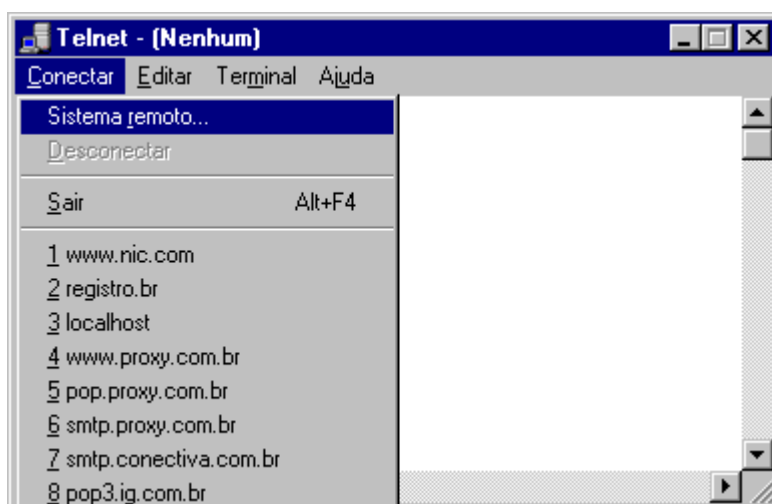 Telnet - (Nenhum)
Conectar Editar Terminal Ajuda
Sistema remoto...
Desconectar
Sair Alt+F4
1 www.nic.com
2 registro.br
3 localhost
4 www.proxy.com.br
5 pop.proxy.com.br
6 smtp.proxy.com.br
7 smtp.conectiva.com.br
8 pop3.ig.com.br